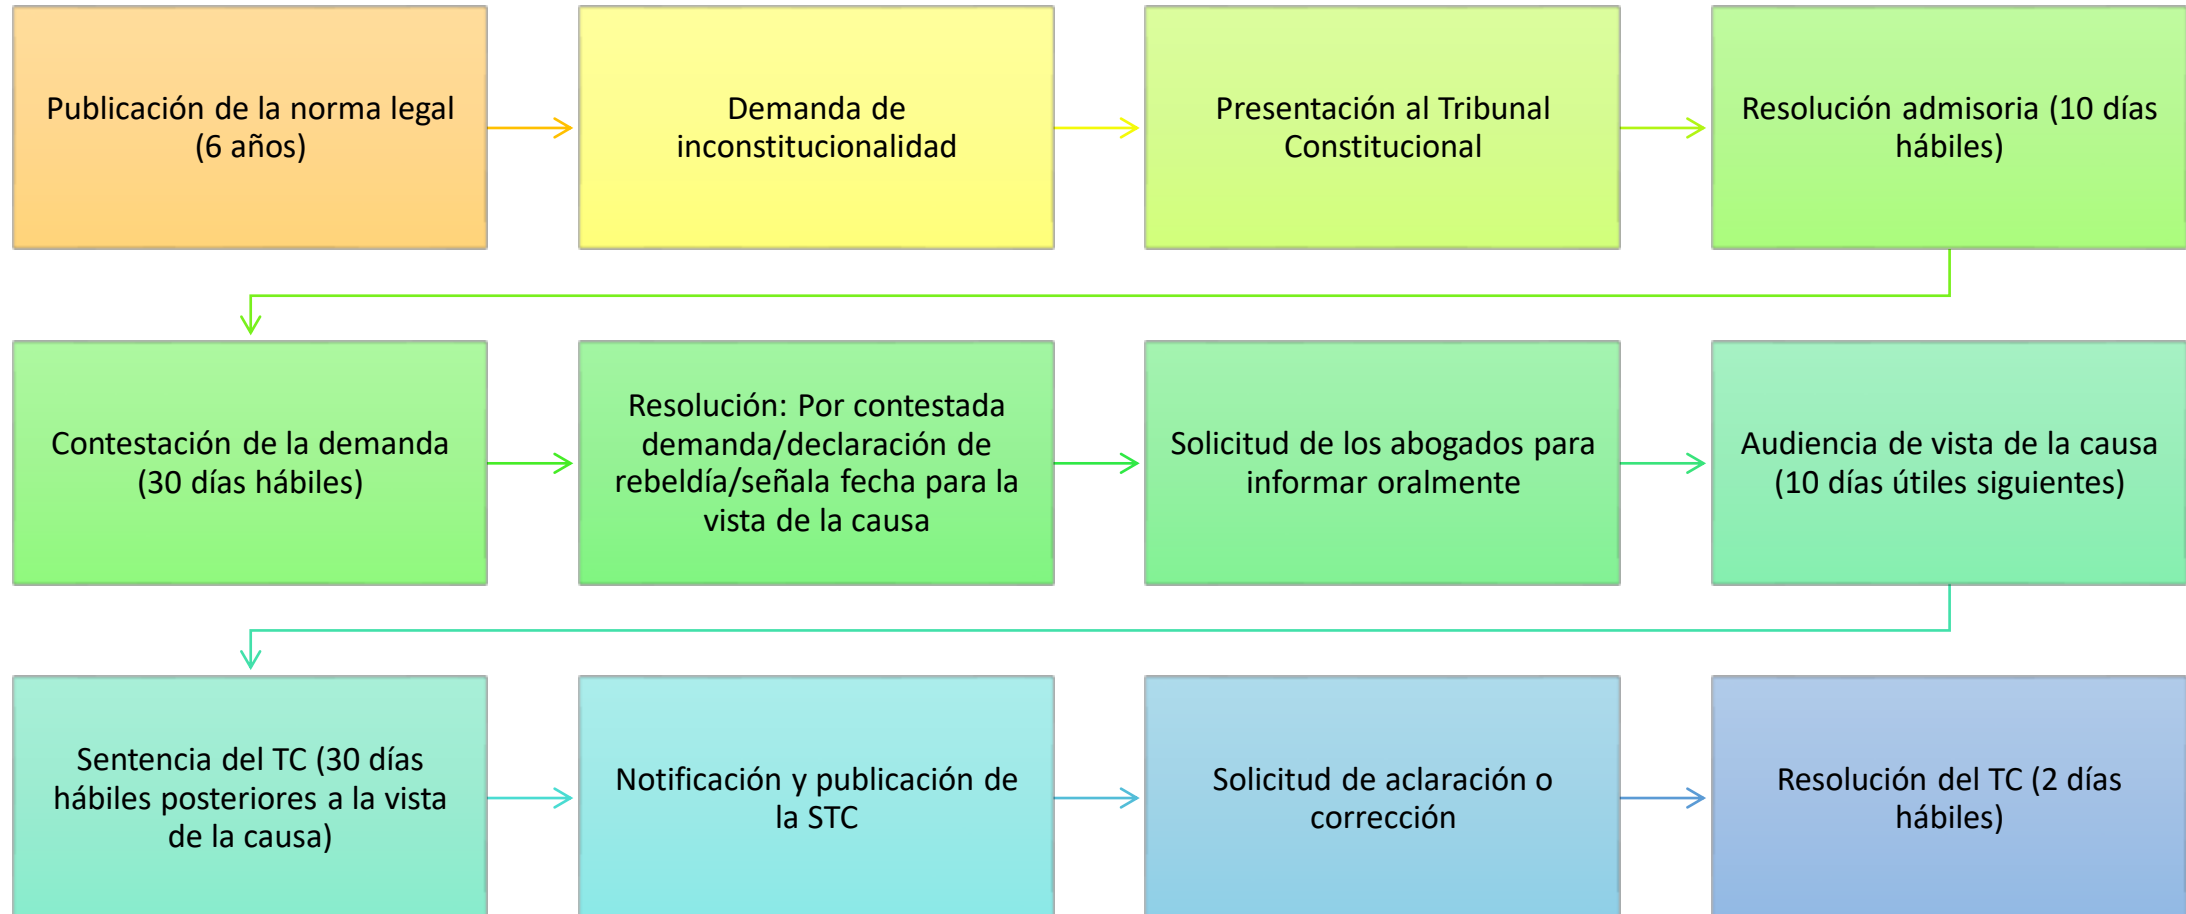 Publicación de la norma legal
(6 años)
Demanda de
inconstitucionalidad
Presentación al Tribunal
Constitucional
Resolución admisoria (10 días
hábiles)
Contestación de la demanda
(30 días hábiles)
Resolución: Por contestada
demanda/declaración de
rebeldía/señala fecha para la
vista de la causa
Solicitud de los abogados para
informar oralmente
Audiencia de vista de la causa
(10 días útiles siguientes)
Sentencia del TC (30 días
hábiles posteriores a la vista
de la causa)
Notificación y publicación de
la STC
Solicitud de aclaración o
corrección
Resolución del TC (2 días
hábiles)